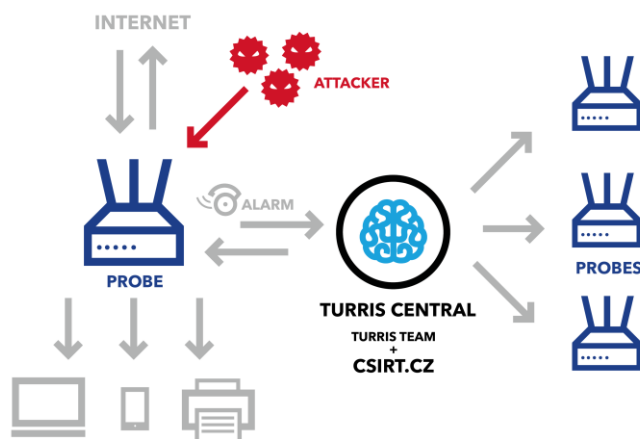 INTERNET
ATTACKER
ALARM
PROBE
PROBES
TURRIS CENTRAL
TURRIS TEAM
+
CSIRT.CZ